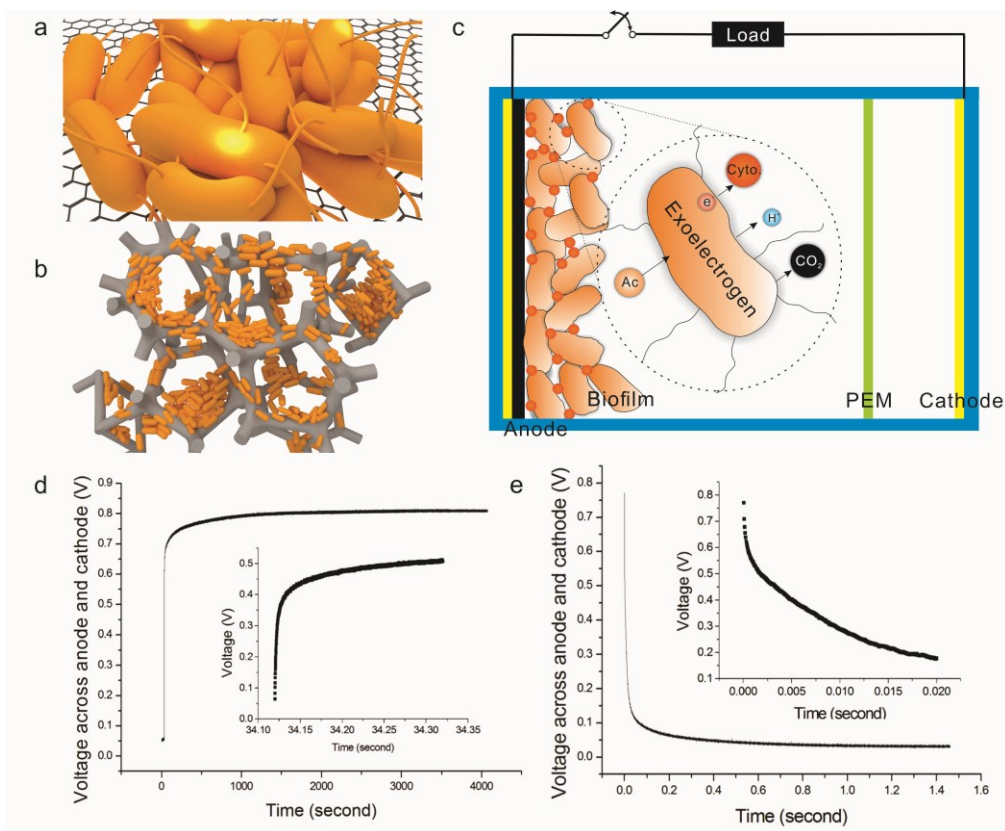 a
b
c
Load
Cyto.
e
H
Exoelectrogen
CO₂
Ac
Biofilm
PEM
Cathode
Anode
d
Voltage across anode and cathode (V)
0.9
0.8
0.7
0.6
0.5
0.4
0.3
0.2
0.1
0.0
0 1000 2000 3000 4000
Time (second)
Voltage (V)
0.5
0.4
0.3
0.2
0.1
0.0
34.10 34.15 34.20 34.25 34.30 34.35
Time (second)
e
Voltage across anode and cathode (V)
0.8
0.7
0.6
0.5
0.4
0.3
0.2
0.1
0.0
0.0 0.2 0.4 0.6 0.8 1.0 1.2 1.4 1.6
Time (second)
Voltage (V)
0.8
0.7
0.6
0.5
0.4
0.3
0.2
0.1
0.000 0.005 0.010 0.015 0.020
Time (second)